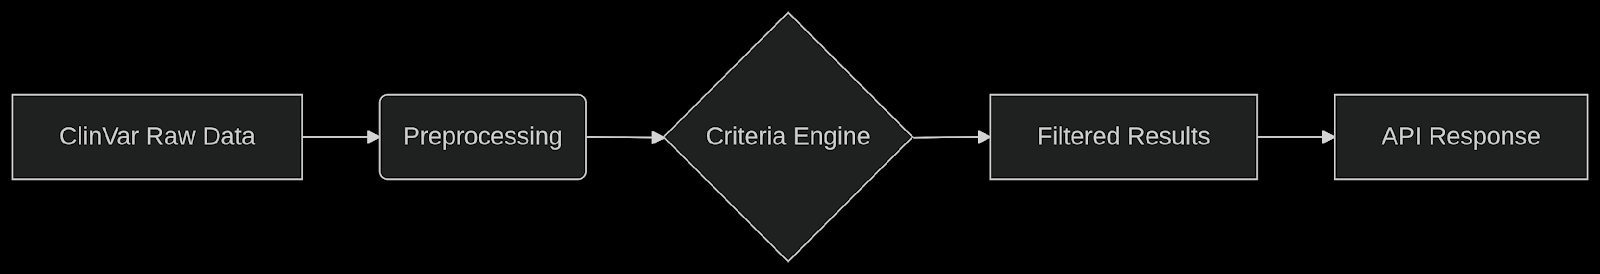 ClinVar Raw Data
Preprocessing
Criteria Engine
Filtered Results
API Response